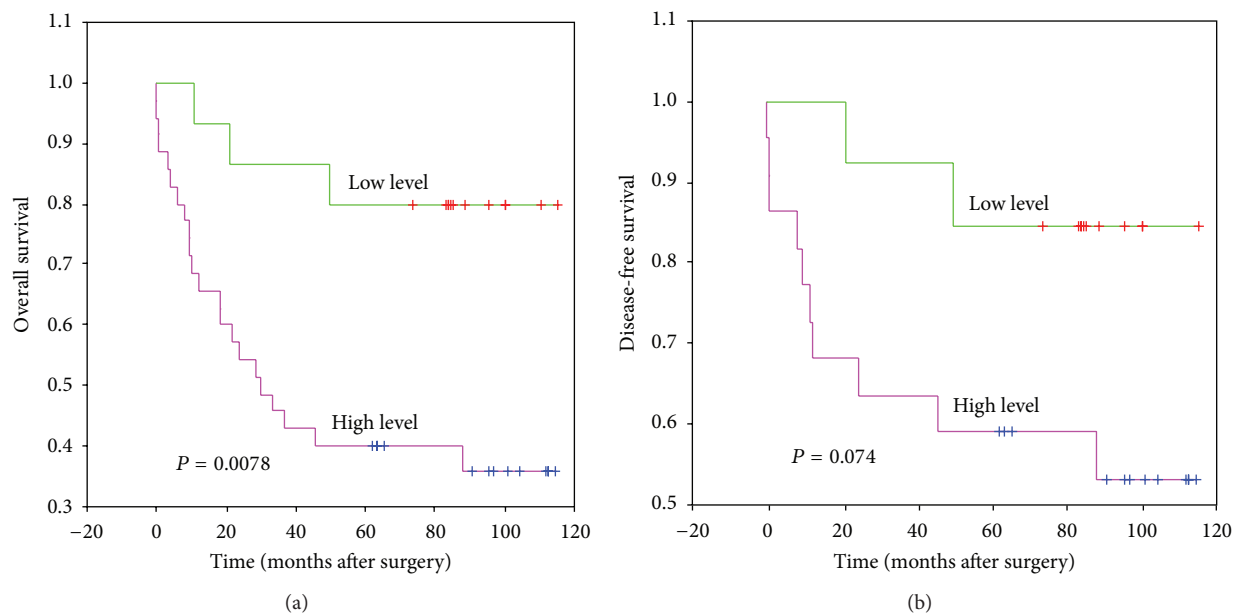 1.1
1.0
0.9
0.8
0.7
0.6
0.5
0.4
0.3
Overall survival
Low level
High level
P = 0.0078
−20
0
20
40
60
80
100
120
Time (months after surgery)
(a)
1.1
1.0
0.9
0.8
0.7
0.6
0.5
Disease-free survival
Low level
High level
P = 0.074
−20
0
20
40
60
80
100
120
Time (months after surgery)
(b)